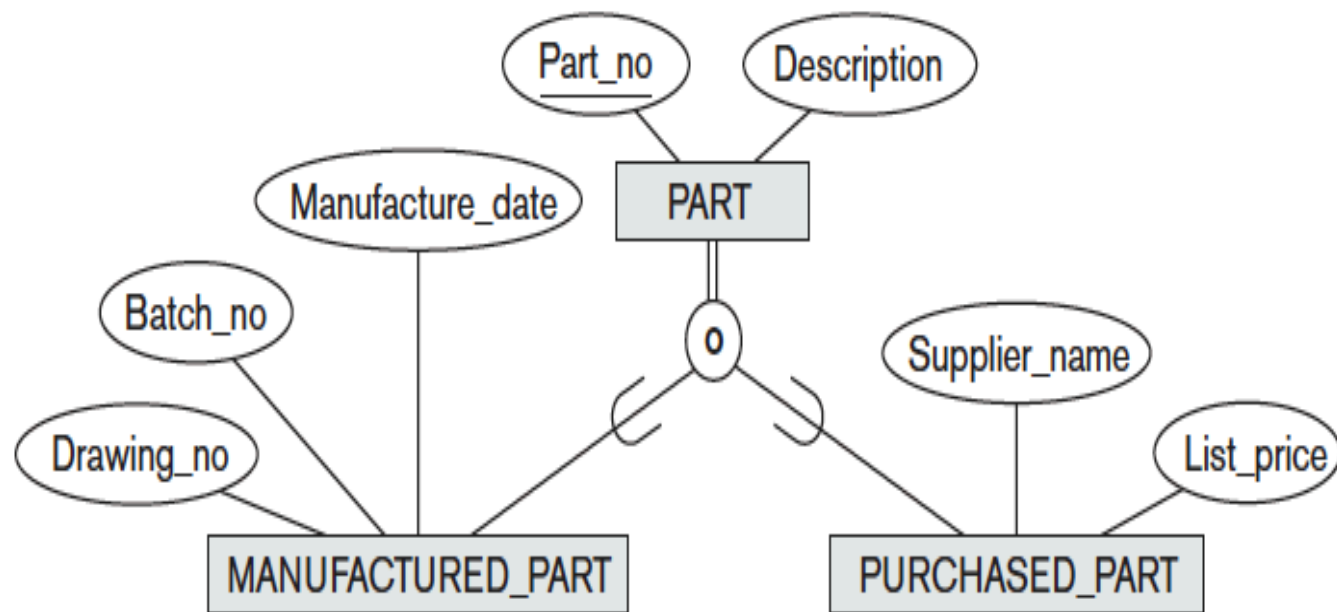 Part_no
Description
Manufacture_date
PART
Batch_no
o
Supplier_name
Drawing_no
List_price
MANUFACTURED_PART
PURCHASED_PART